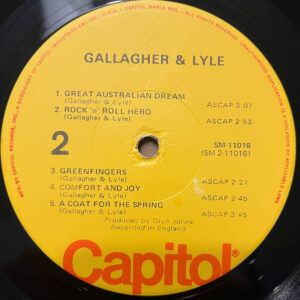 GALLAGHER & LYLE
1. GREAT AUSTRALIAN DREAM
(Gallagher & Lyle) ASCAP 3:07
2. ROCK 'n' ROLL HERO
(Gallagher & Lyle) ASCAP 2:53
2
SM-11016
(SM 2-11016)
3. GREENFINGERS
(Gallagher & Lyle) ASCAP 2:27
4. COMFORT AND JOY
(Gallagher & Lyle) ASCAP 2:45
5. A COAT FOR THE SPRING
(Gallagher & Lyle) ASCAP 3:45
Produced by Glyn Johns
Recorded in England
Capitol®